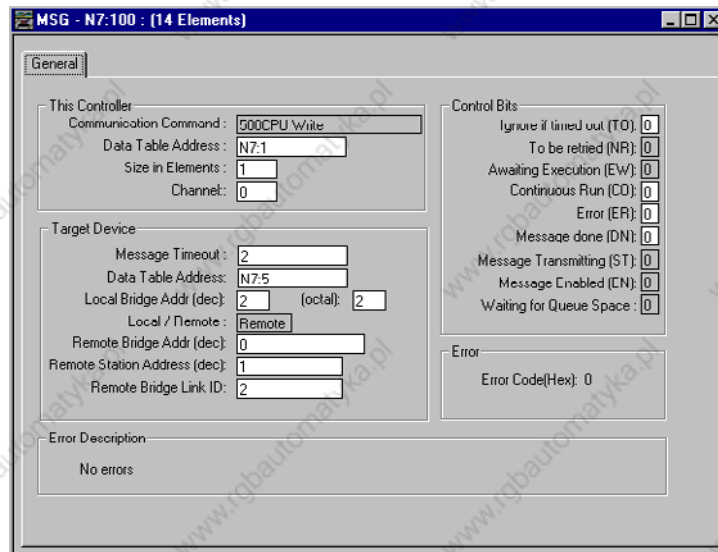 MSG - N7:100 : (14 Elements)
General
This Controller
Communication Command : 500CPU Write
Data Table Address: N7:1
Size in Elements: 1
Channel:: 0
Target Device
Message Timeout : 2
Data Table Address: N7:5
Local Bridge Addr (dec): 2 (octal): 2
Local / Remote : Remote
Remote Bridge Addr (dec): 0
Remote Station Address (dec): 1
Remote Bridge Link ID: 2
Control Bits
Ignore if timed out (TO): 0
To be retried (NR): 0
Awaiting Execution (EW): 0
Continuous Run (CO): 0
Error (ER): 0
Message done (DN): 0
Message Transmitting (ST): 0
Message Enabled (EN): 0
Waiting for Queue Space : 0
Error
Error Code(Hex): 0
Error Description
No errors
www.rgbautomatyka.pl